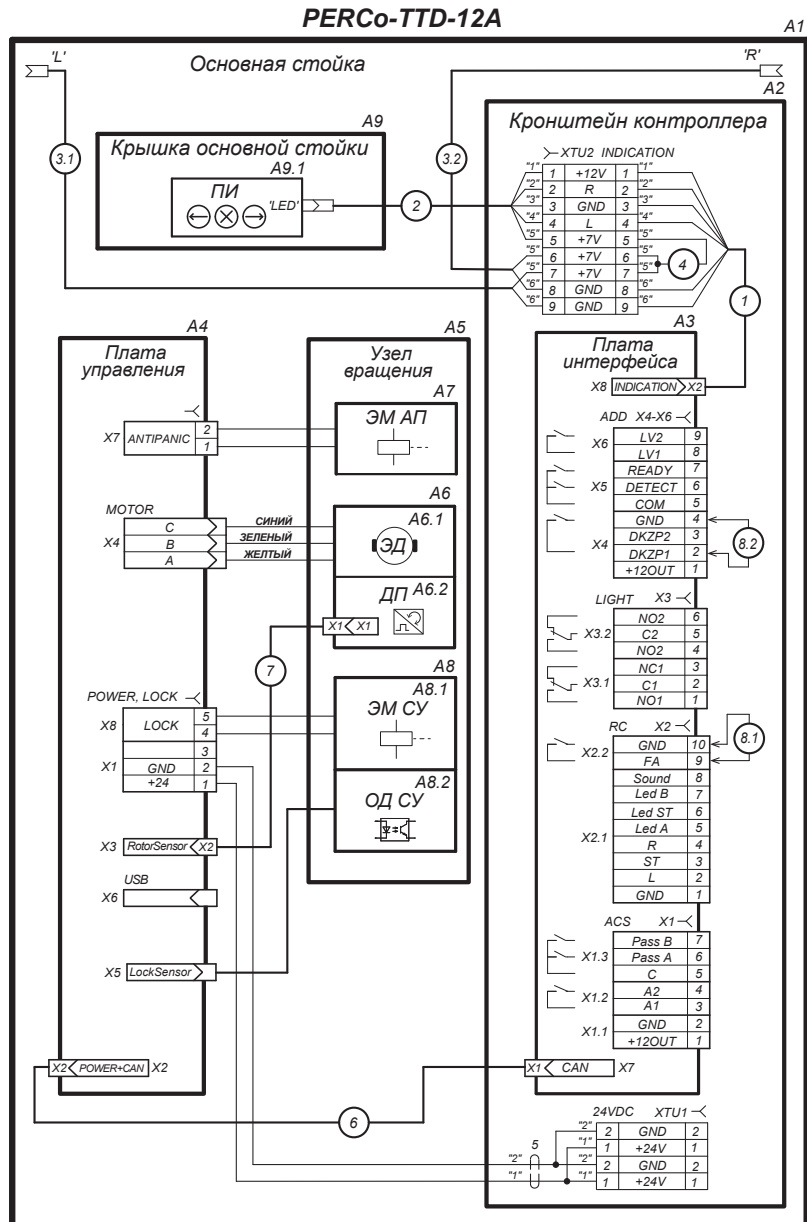 PERCo-TTD-12A
A1
'L'
Основная стойка
'R'
A2
A9
Кронштейн контроллера
Крышка основной стойки
A9.1
ПИ
'LED'
3.1
3.2
2
XTU2 INDICATION
"1" 1 +12V 1 "1"
"2" 2 R 2 "2"
"3" 3 GND 3 "3"
"4" 4 L 4 "4"
"5" 5 +7V 5 "5"
"5" 6 +7V 6 "5"
"5" 7 +7V 7 "5"
"6" 8 GND 8 "6"
"6" 9 GND 9 "6"
4
1
A4
Плата
управления
A5
Узел
вращения
A3
Плата
интерфейса
X8 INDICATION X2
A7
ЭМ АП
X7 ANTIPANIC 2
1
A6
A6.1
ЭД
MOTOR
X4
C СИНИЙ
B ЗЕЛЕНЫЙ
A ЖЕЛТЫЙ
ДП A6.2
X1 X1
7
A8
A8.1
ЭМ СУ
A8.2
ОД СУ
POWER, LOCK
X8 LOCK 5
4
3
X1 GND 2
+24 1
X3 RotorSensor X2
USB
X6
X5 LockSensor
X2 POWER+CAN X2
6
ADD X4-X6
X6
LV2 9
LV1 8
X5
READY 7
DETECT 6
COM 5
X4
GND 4
DKZP2 3
DKZP1 2
+12OUT 1
8.2
LIGHT X3
X3.2
NO2 6
C2 5
NO2 4
X3.1
NC1 3
C1 2
NO1 1
RC X2
X2.2
GND 10
FA 9
8.1
X2.1
Sound 8
Led B 7
Led ST 6
Led A 5
R 4
ST 3
L 2
GND 1
ACS X1
X1.3
Pass B 7
Pass A 6
C 5
X1.2
A2 4
A1 3
X1.1
GND 2
+12OUT 1
X1 CAN X7
24VDC XTU1
"2" 2 GND 2
"1" 1 +24V 1
"2" 5 "2" 2 GND 2
"1" "1" 1 +24V 1